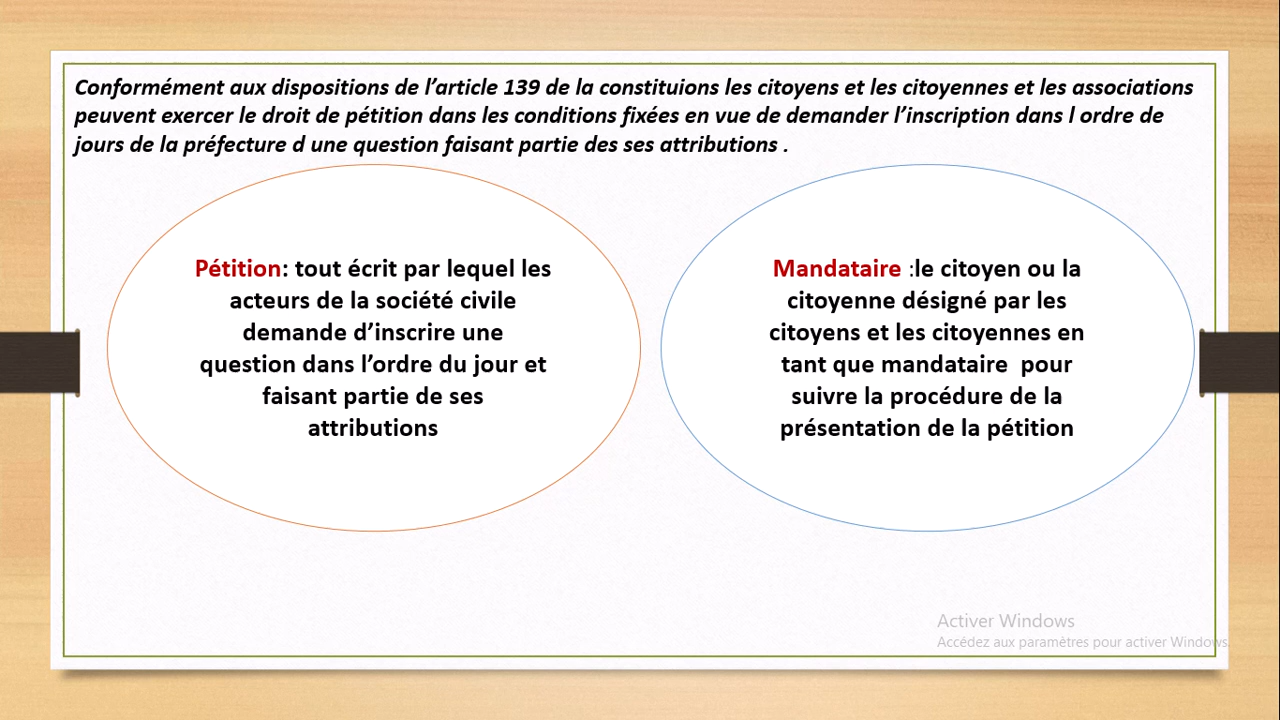 Conformément aux dispositions de l’article 139 de la constituions les citoyens et les citoyennes et les associations
peuvent exercer le droit de pétition dans les conditions fixées en vue de demander l’inscription dans l ordre de
jours de la préfecture d une question faisant partie des ses attributions .
Pétition: tout écrit par lequel les
acteurs de la société civile
demande d’inscrire une
question dans l’ordre du jour et
faisant partie de ses
attributions
Mandataire :le citoyen ou la
citoyenne désigné par les
citoyens et les citoyennes en
tant que mandataire  pour
suivre la procédure de la
présentation de la pétition
Activer Windows
Accédez aux paramètres pour activer Windows.